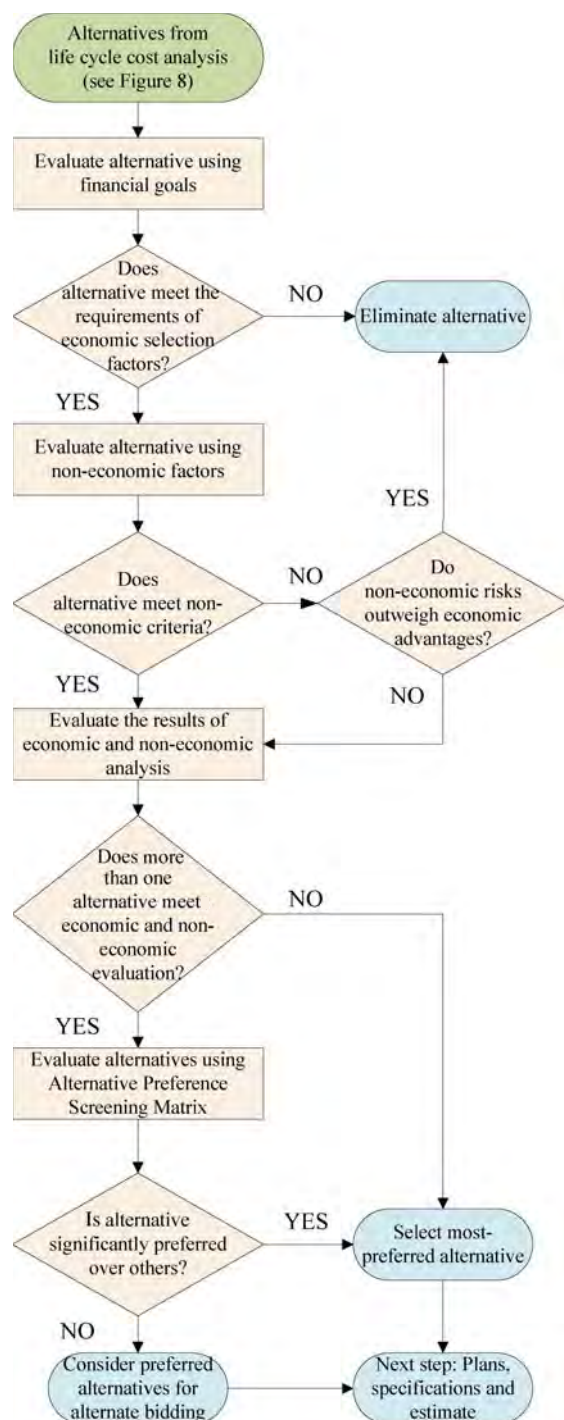 Alternatives from
life cycle cost analysis
(see Figure 8)
Evaluate alternative using
financial goals
Does
alternative meet the
requirements of
economic selection
factors?
NO
Eliminate alternative
YES
Evaluate alternative using
non-economic factors
YES
Does
alternative meet non-
economic criteria?
NO
Do
non-economic risks
outweigh economic
advantages?
YES
NO
Evaluate the results of
economic and non-economic
analysis
Does more
than one
alternative meet
economic and non-
economic
evaluation?
NO
YES
Evaluate alternatives using
Alternative Preference
Screening Matrix
Is alternative
significantly preferred
over others?
YES
Select most-
preferred alternative
NO
Consider preferred
alternatives for
alternate bidding
Next step: Plans,
specifications and
estimate